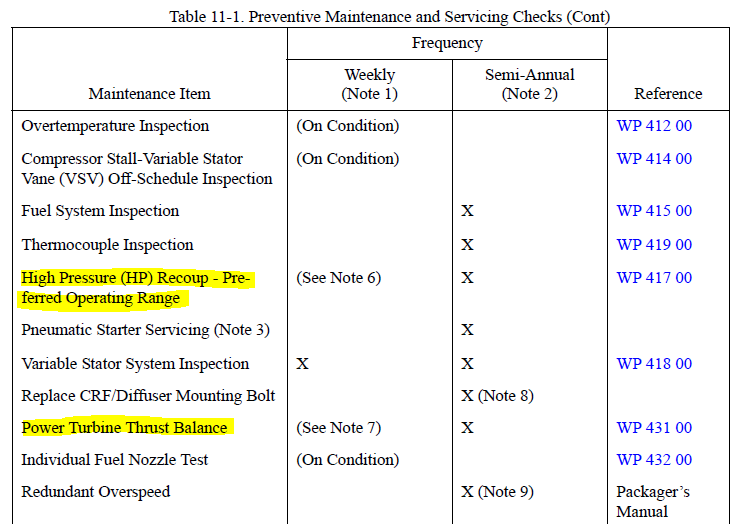 Table 11-1. Preventive Maintenance and Servicing Checks (Cont)
Frequency
Maintenance Item
Weekly
(Note 1)
Semi-Annual
(Note 2)
Reference
Overtemperature Inspection (On Condition) WP 412 00
Compressor Stall-Variable Stator (On Condition) WP 414 00
Vane (VSV) Off-Schedule Inspection
Fuel System Inspection X WP 415 00
Thermocouple Inspection X WP 419 00
High Pressure (HP) Recoup - Pre- (See Note 6) X WP 417 00
ferred Operating Range
Pneumatic Starter Servicing (Note 3) X
Variable Stator System Inspection X X WP 418 00
Replace CRF/Diffuser Mounting Bolt X (Note 8)
Power Turbine Thrust Balance (See Note 7) X WP 431 00
Individual Fuel Nozzle Test (On Condition) WP 432 00
Redundant Overspeed X (Note 9) Packager's
Manual